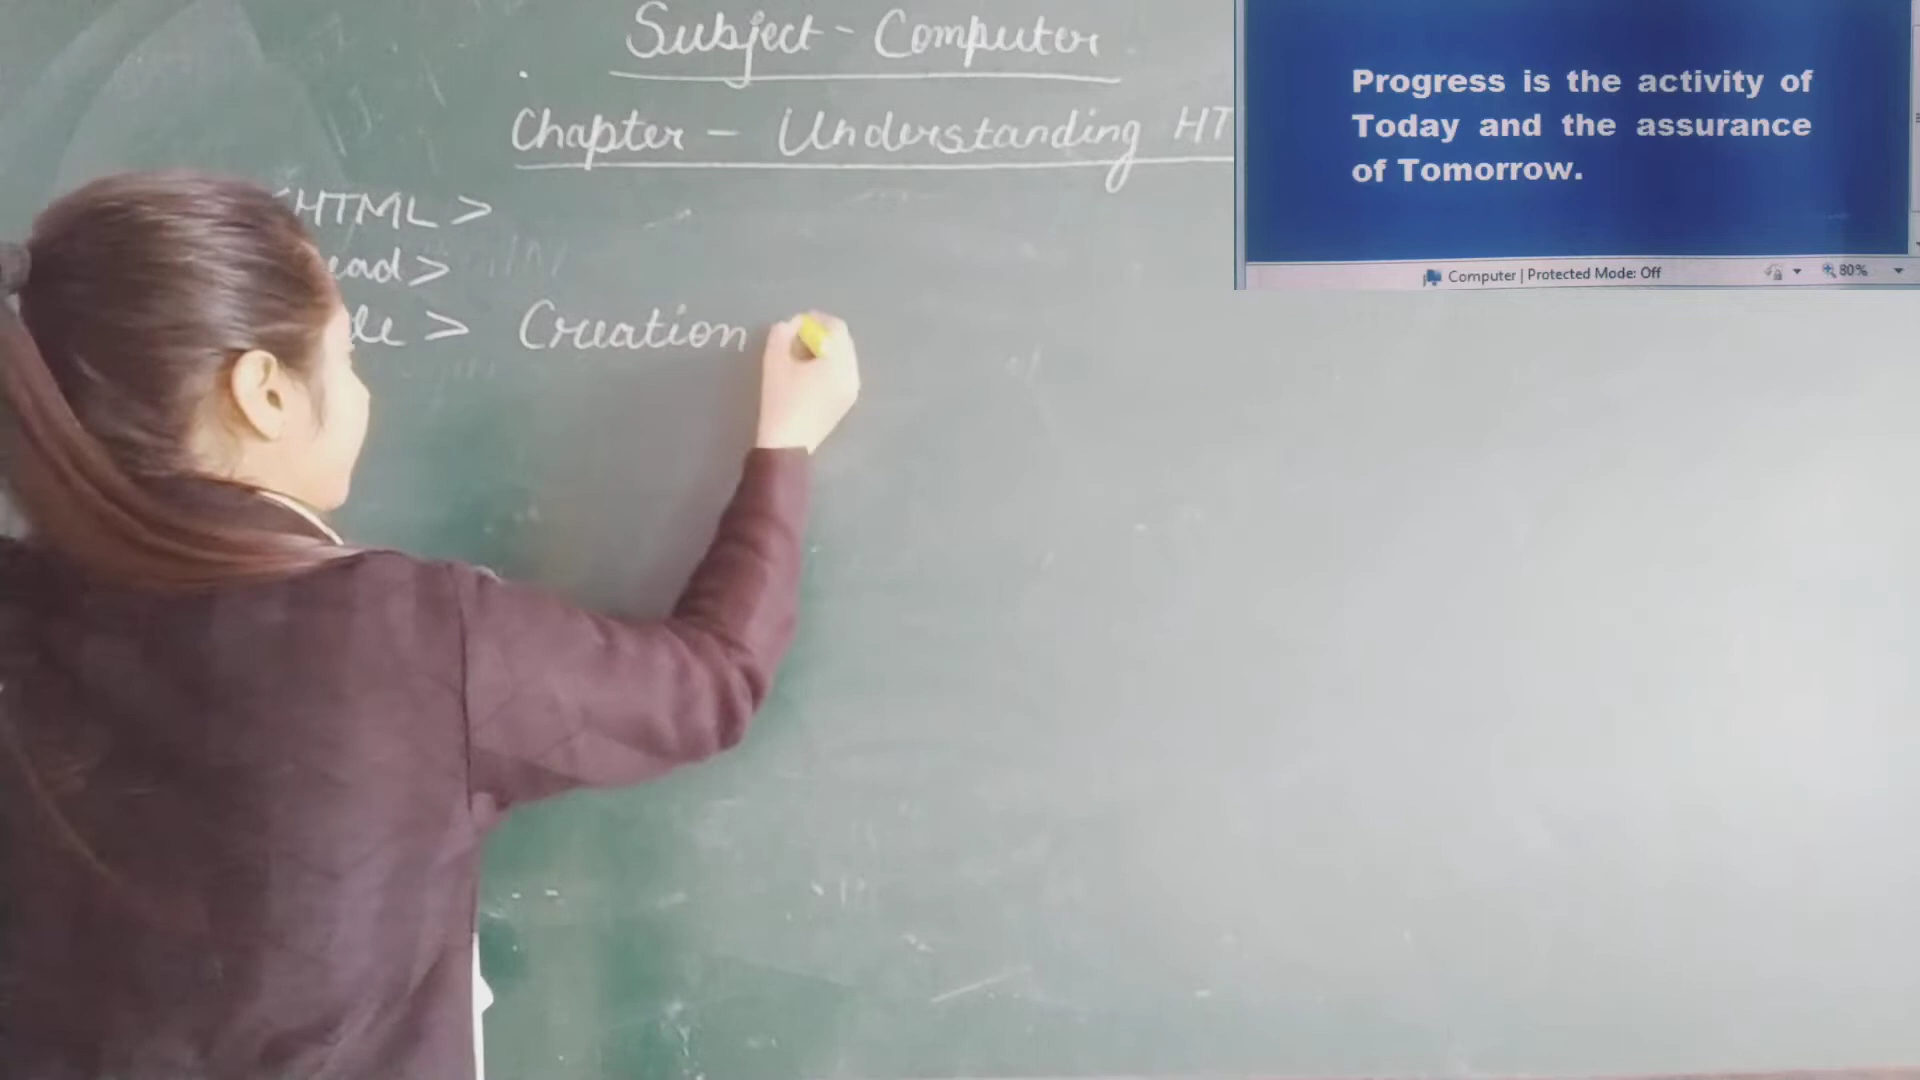 Subject - Computer
Chapter - Understanding HT
<HTML>
ead>
le> Creation
Progress is the activity of
Today and the assurance
of Tomorrow.
Computer | Protected Mode: Off
80%